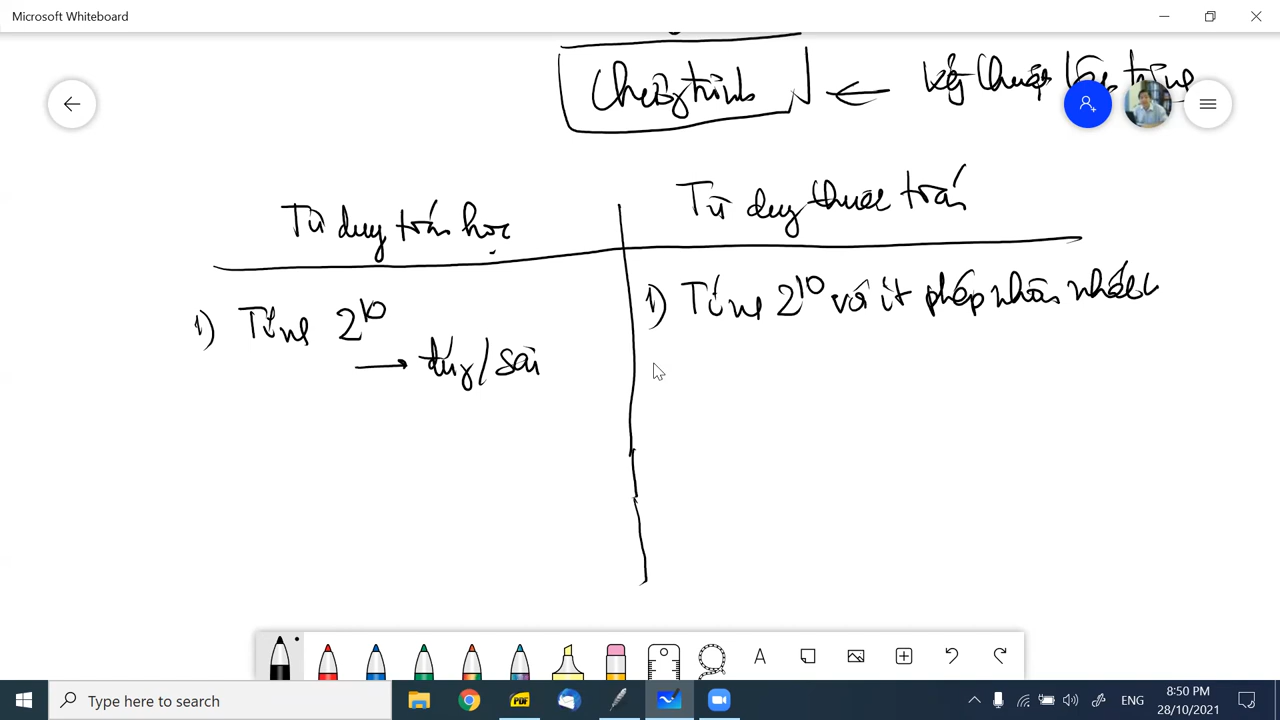 Microsoft Whiteboard
Chương trình ← kỹ thuật lập trình
Tư duy toán học
Tư duy thuật toán
1) Tính 2^10
→ đúng/sai
1) Tính 2^10 với ít phép nhân nhất
Type here to search
ENG
8:50 PM
28/10/2021